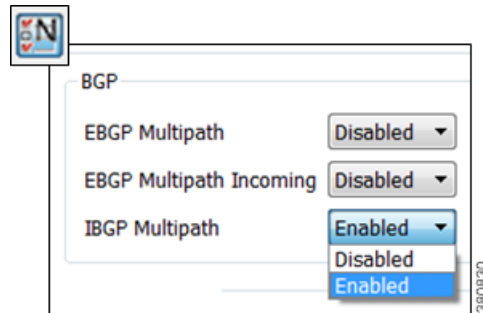 N
BGP
EBGP Multipath Disabled
EBGP Multipath Incoming Disabled
IBGP Multipath Enabled
Disabled
Enabled
380830